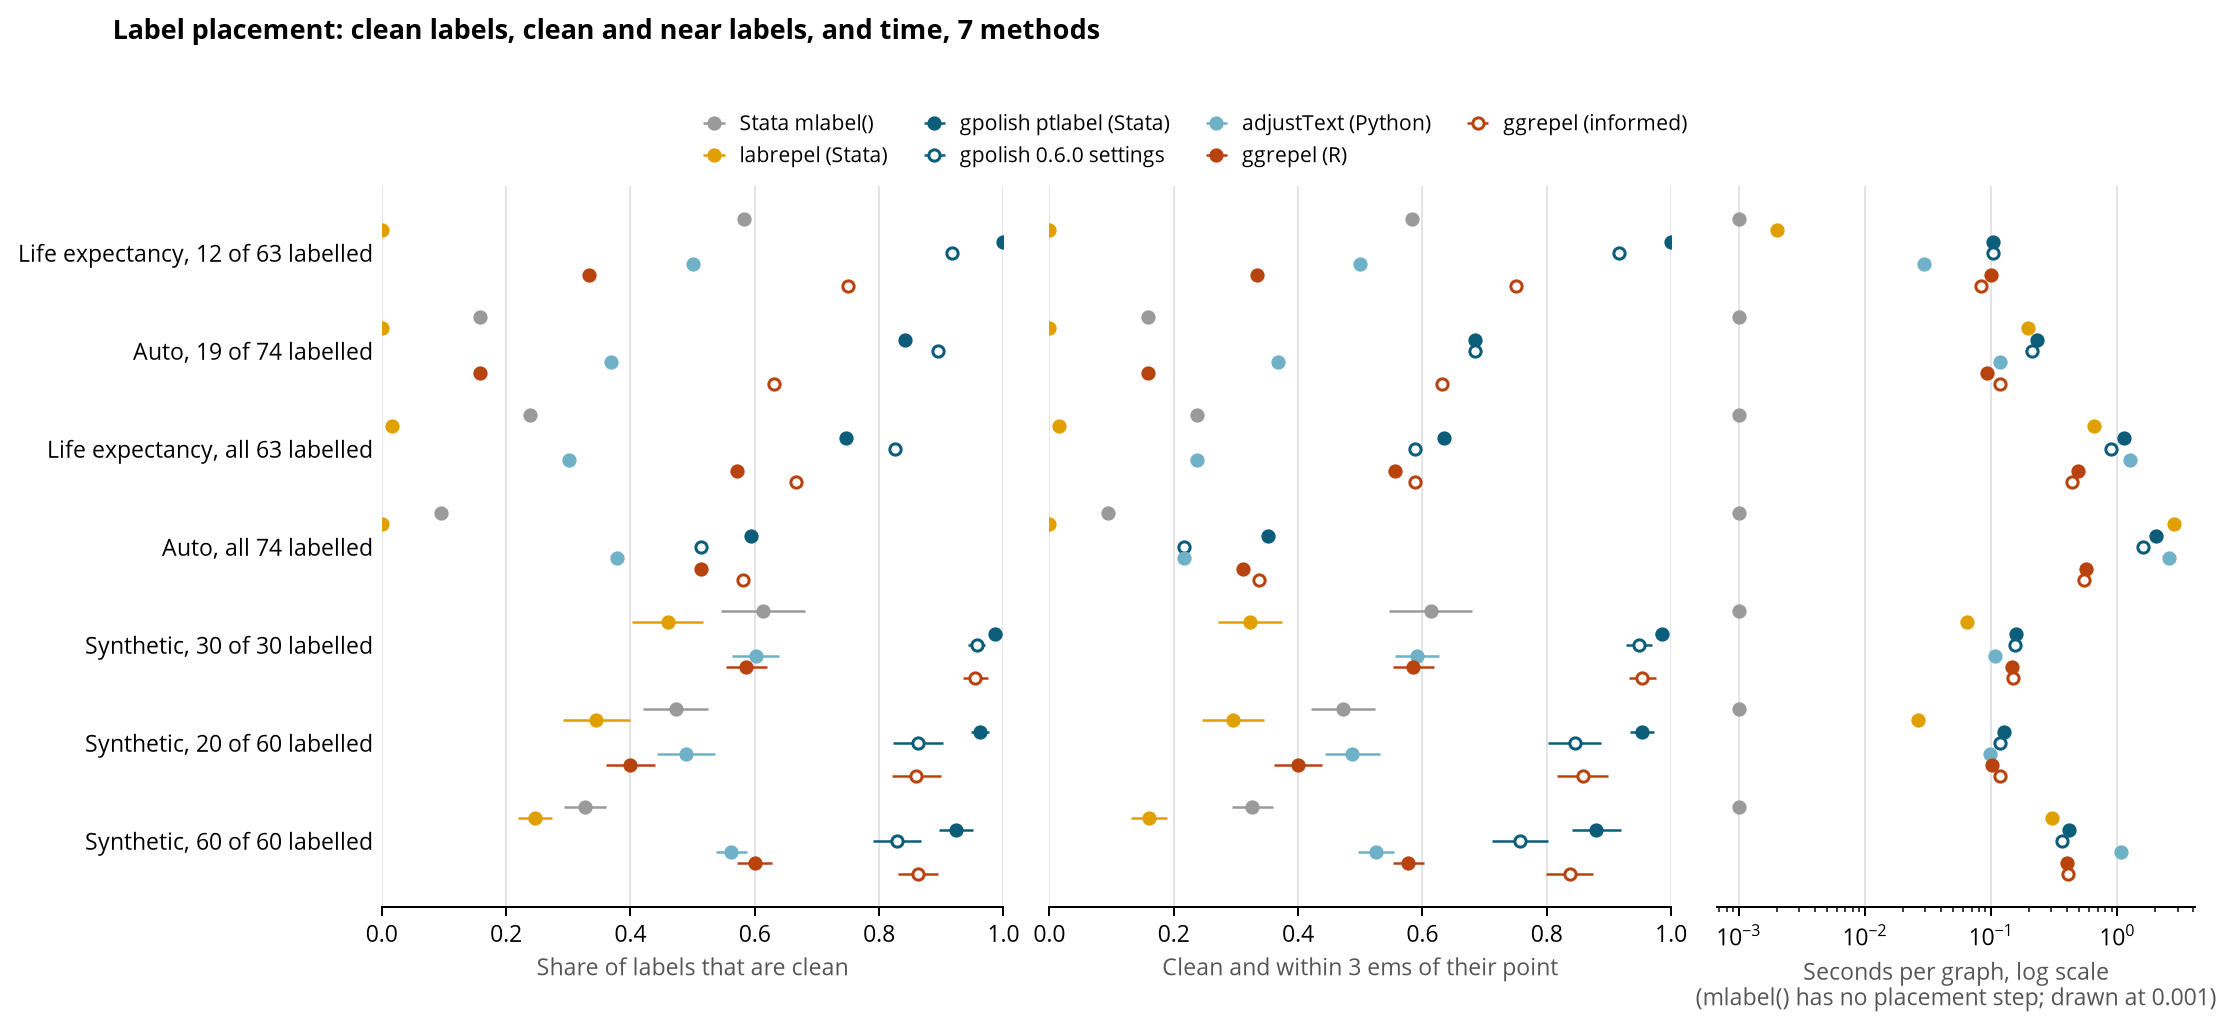 Label placement: clean labels, clean and near labels, and time, 7 methods
Stata mlabel()
gpolish ptlabel (Stata)
adjustText (Python)
ggrepel (informed)
labrepel (Stata)
gpolish 0.6.0 settings
ggrepel (R)
Life expectancy, 12 of 63 labelled
Auto, 19 of 74 labelled
Life expectancy, all 63 labelled
Auto, all 74 labelled
Synthetic, 30 of 30 labelled
Synthetic, 20 of 60 labelled
Synthetic, 60 of 60 labelled
0.0 0.2 0.4 0.6 0.8 1.0
Share of labels that are clean
0.0 0.2 0.4 0.6 0.8 1.0
Clean and within 3 ems of their point
10⁻³ 10⁻² 10⁻¹ 10⁰
Seconds per graph, log scale
(mlabel() has no placement step; drawn at 0.001)